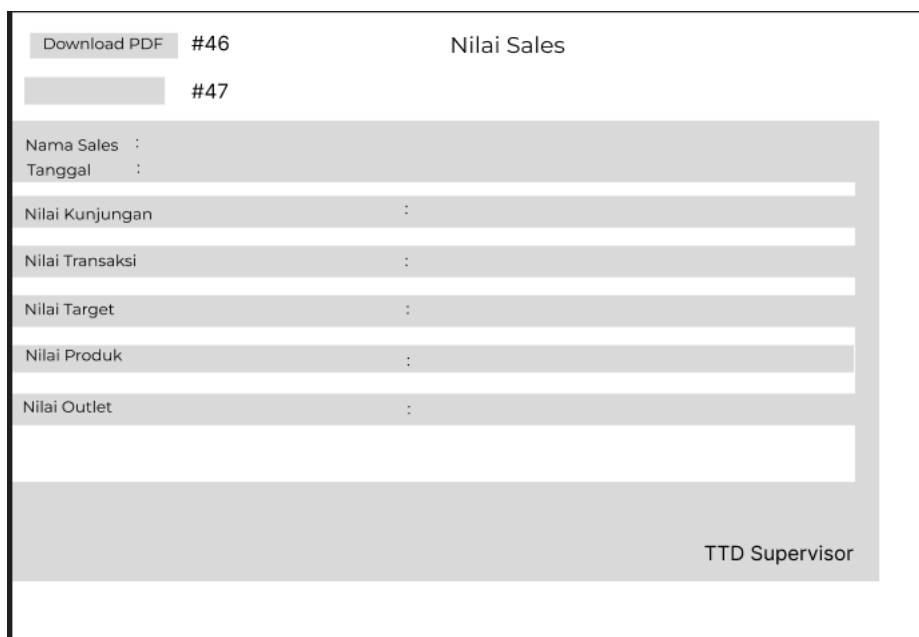 Download PDF #46 Nilai Sales
#47
Nama Sales :
Tanggal :
Nilai Kunjungan :
Nilai Transaksi :
Nilai Target :
Nilai Produk :
Nilai Outlet :
TTD Supervisor